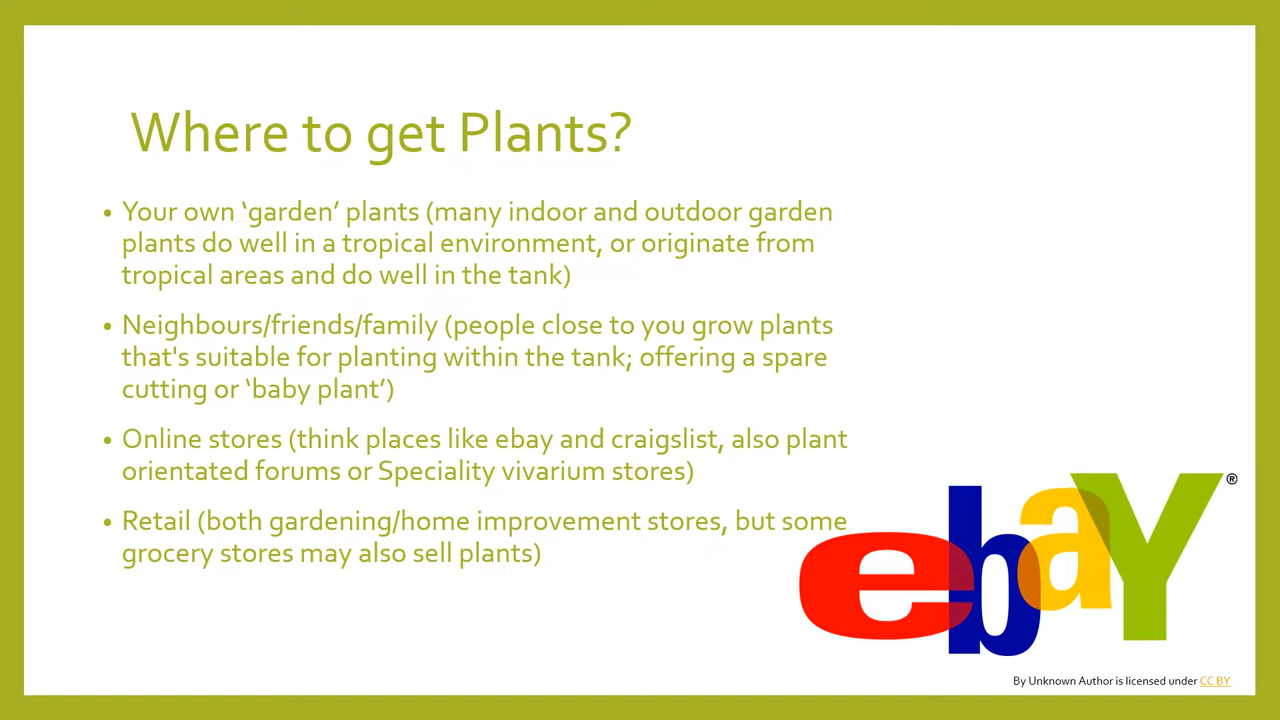 Where to get Plants?
• Your own ‘garden’ plants (many indoor and outdoor garden
plants do well in a tropical environment, or originate from
tropical areas and do well in the tank)
• Neighbours/friends/family (people close to you grow plants
that's suitable for planting within the tank; offering a spare
cutting or ‘baby plant’)
• Online stores (think places like ebay and craigslist, also plant
orientated forums or Speciality vivarium stores)
• Retail (both gardening/home improvement stores, but some
grocery stores may also sell plants)
ebaY®
By Unknown Author is licensed under CC BY